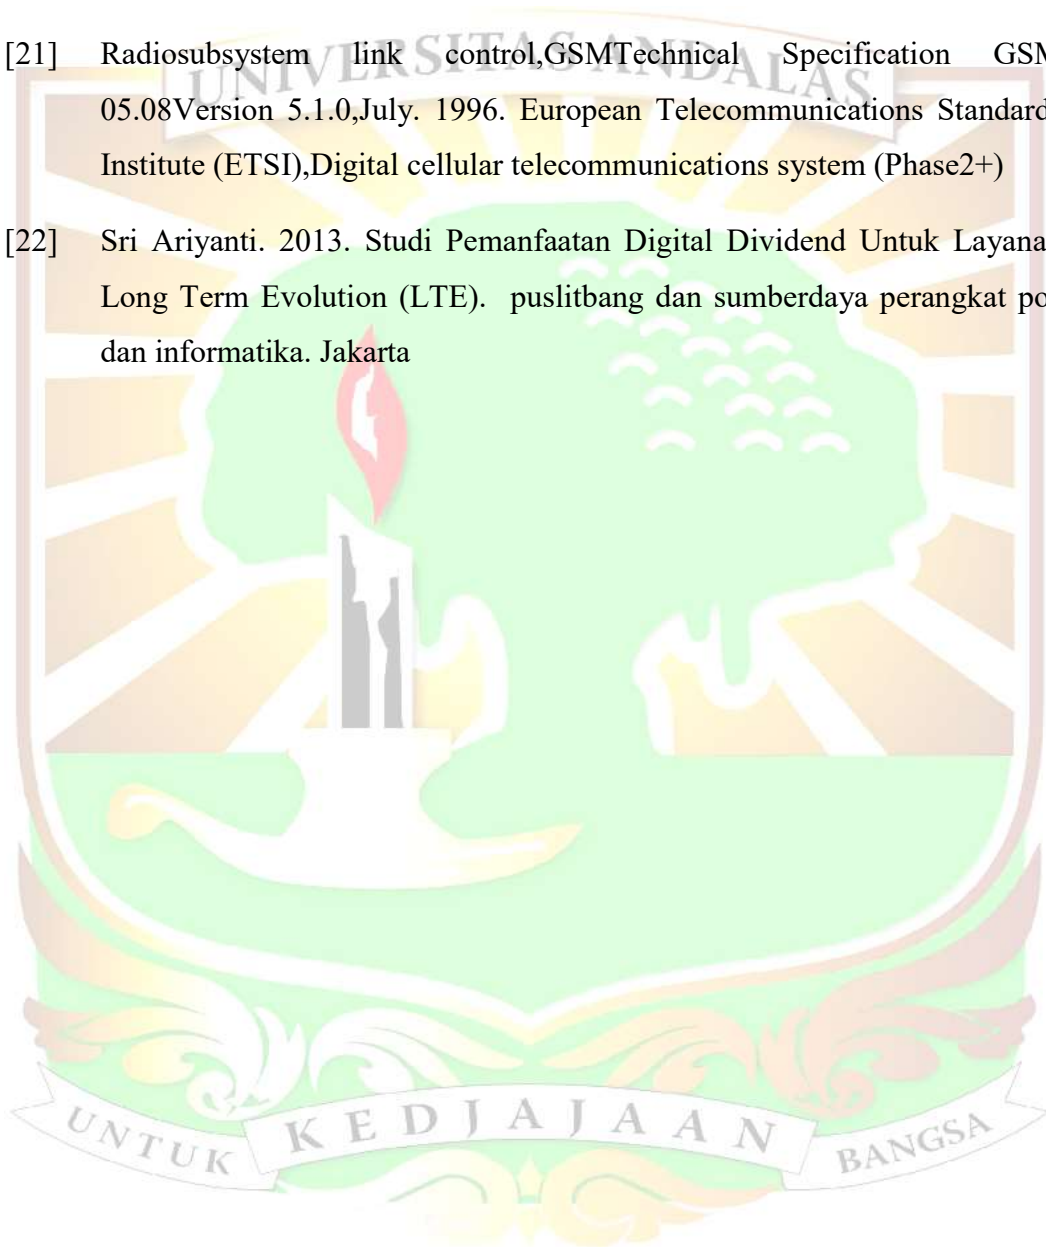 UNIVERSITAS ANDALAS
[21] Radiosubsystem link control,GSMTechnical Specification GSM
05.08Version 5.1.0,July. 1996. European Telecommunications Standard
Institute (ETSI),Digital cellular telecommunications system (Phase2+)
[22] Sri Ariyanti. 2013. Studi Pemanfaatan Digital Dividend Untuk Layana
Long Term Evolution (LTE). puslitbang dan sumberdaya perangkat po
dan informatika. Jakarta
UNTUK KEDJAJAAN BANGSA